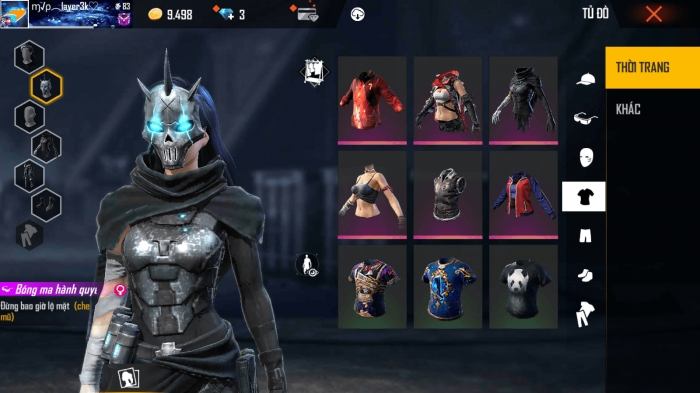 layer3k
83
9.498
3
TỦ ĐỒ
THỜI TRANG
KHÁC
Bóng ma hành quyế
Đừng bao giờ lộ mặt (che
mũ)